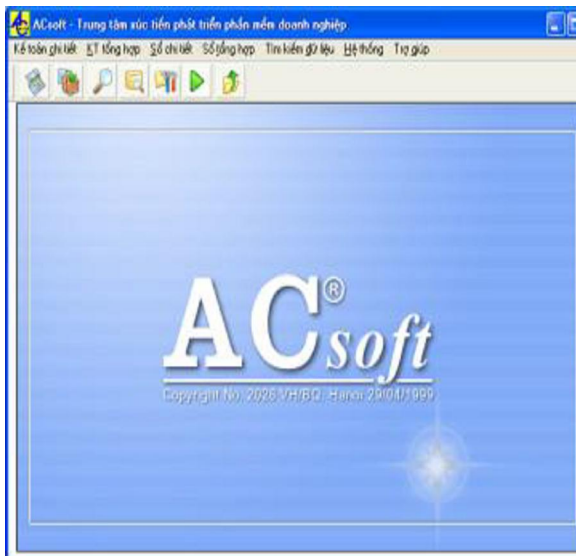 ACsoft - Trung tâm xúc tiến phát triển phần mềm doanh nghiệp
Kế toán chi tiết KT tổng hợp Sổ chi tiết Sổ tổng hợp Tìm kiếm dữ liệu Hệ thống Trợ giúp
AC® soft
Copyright No. 2026 VH/BQ. Hanoi 29/04/1999